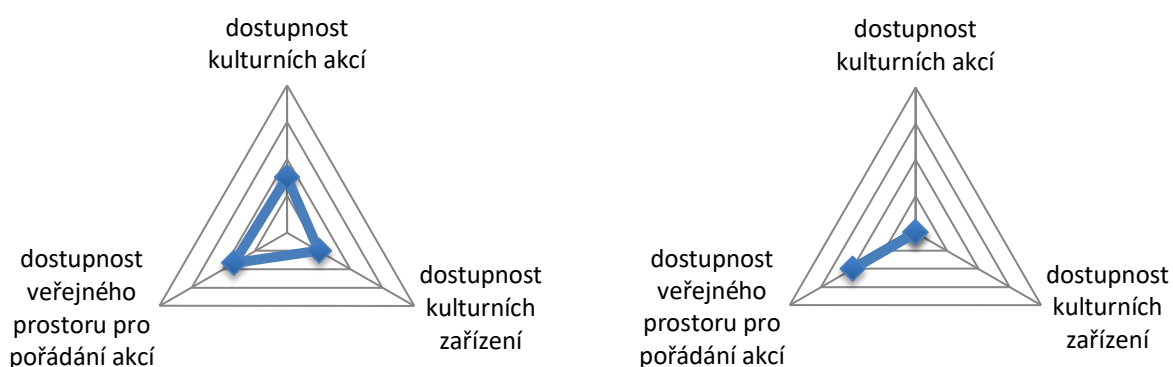 dostupnost
kulturních akcí
dostupnost
veřejného
prostoru pro
pořádání akcí
dostupnost
kulturních
zařízení
dostupnost
kulturních akcí
dostupnost
veřejného
prostoru pro
pořádání akcí
dostupnost
kulturních
zařízení